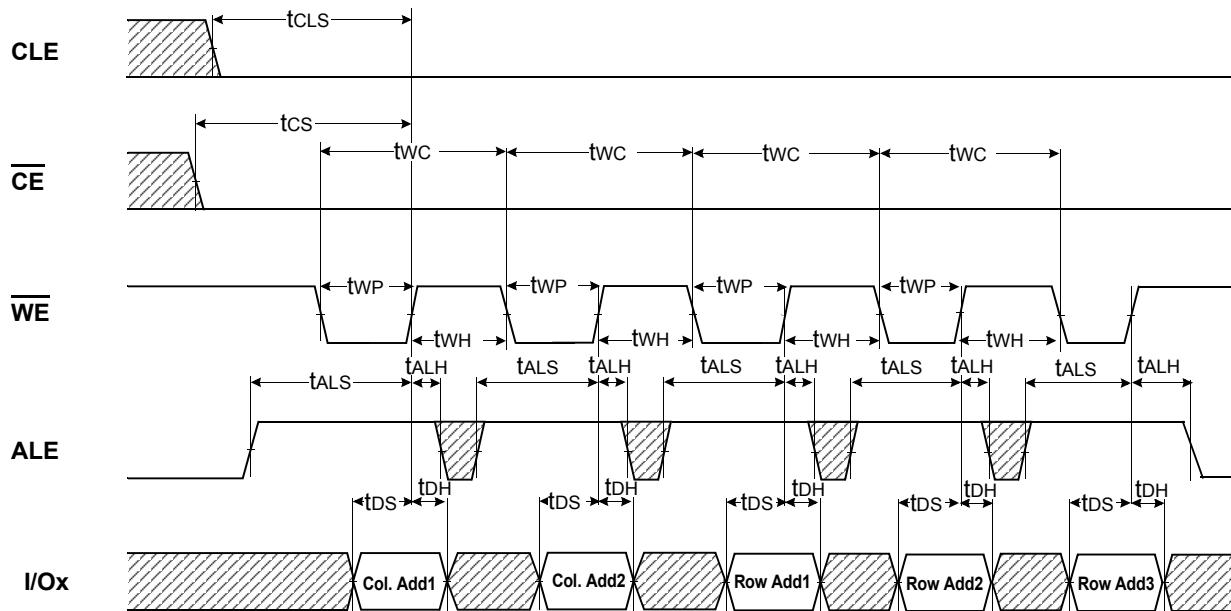 CLE
tCLS
tCS
CE
tWC tWC tWC tWC
WE
tWP tWP tWP tWP
tWH tWH tWH tWH
tALS tALH tALS tALH tALS tALH tALS tALH tALS tALH
ALE
tDS tDH tDS tDH tDS tDH tDS tDH tDS tDH
I/Ox
Col. Add1 Col. Add2 Row Add1 Row Add2 Row Add3